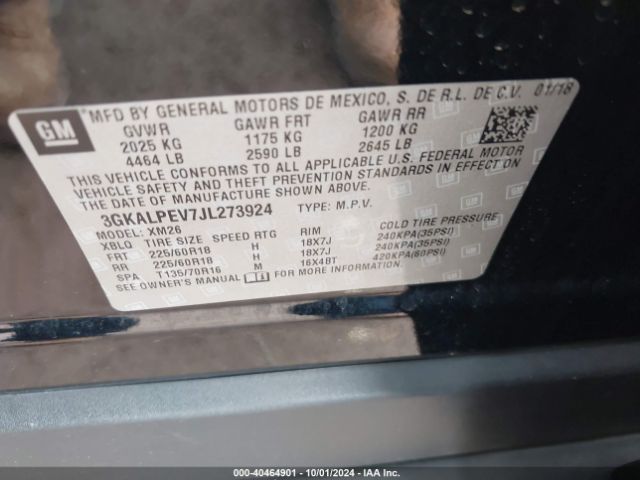 GM
MFD BY GENERAL MOTORS DE MEXICO, S. DE R.L. DE C.V. 01/18
GVWR GAWR FRT GAWR RR
2025 KG 1175 KG 1200 KG
4464 LB 2590 LB 2645 LB
THIS VEHICLE CONFORMS TO ALL APPLICABLE U.S. FEDERAL MOTOR
VEHICLE SAFETY AND THEFT PREVENTION STANDARDS IN EFFECT ON
THE DATE OF MANUFACTURE SHOWN ABOVE.
3GKALPEV7JL273924 TYPE: M.P.V.
MODEL: XM26
XBLQ TIRE SIZE SPEED RTG RIM COLD TIRE PRESSURE
FRT 225/60R18 H 18X7J 240KPA(35PSI)
RR 225/60R18 H 18X7J 240KPA(35PSI)
SPA T135/70R16 M 16X4BT 420KPA(60PSI)
SEE OWNER'S MANUAL FOR MORE INFORMATION
000-40464901 - 10/01/2024 - IAA Inc.